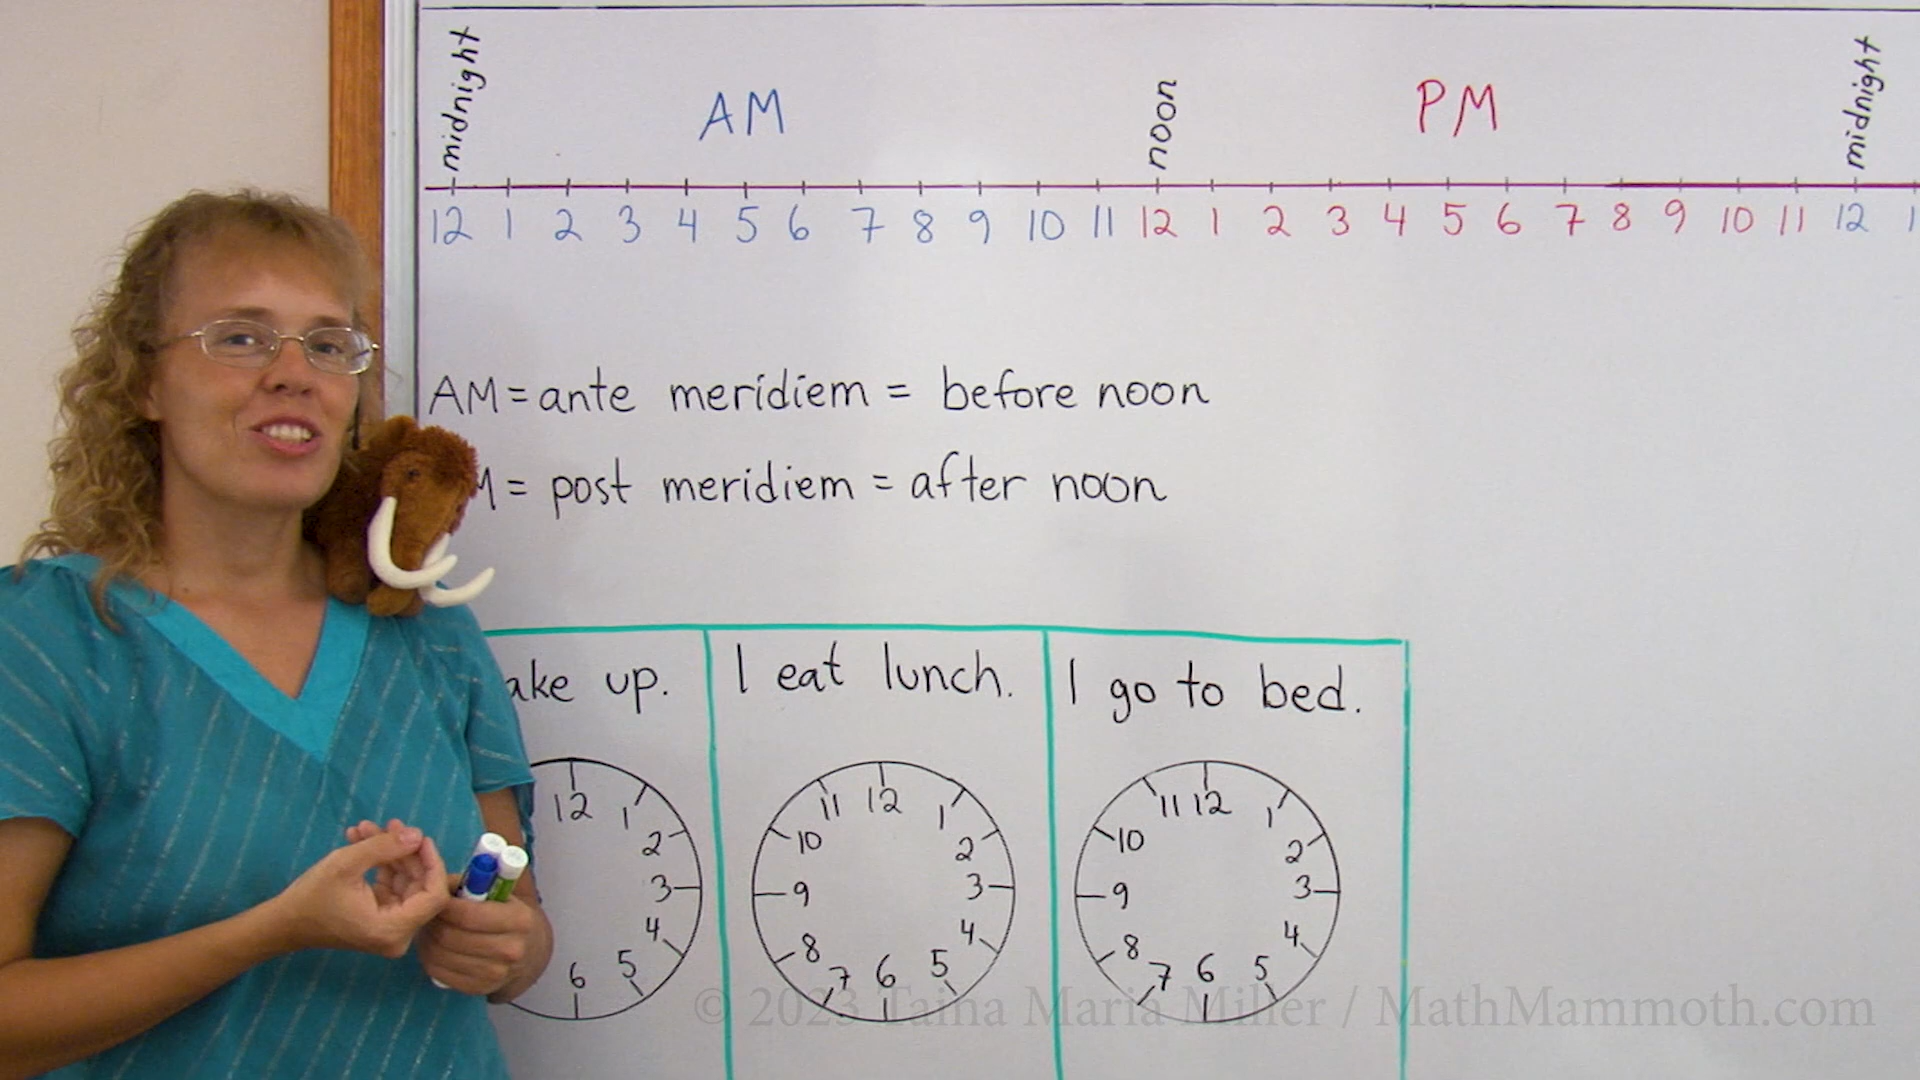 midnight AM noon PM midnight
12 1 2 3 4 5 6 7 8 9 10 11 12 1 2 3 4 5 6 7 8 9 10 11 12 1
AM = ante meridiem = before noon
M = post meridiem = after noon
ake up.
I eat lunch.
I go to bed.
12 1 2 3 4 5 6
11 12 1 2 3 4 5 6 7 8 9 10
11 12 1 2 3 4 5 6 7 8 9 10
© 2023 Taina Maria Miller / MathMammoth.com